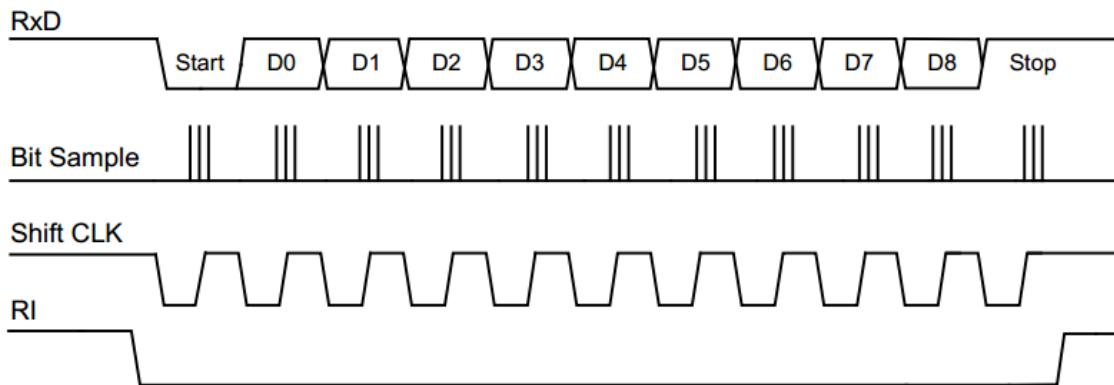 RxD
Start D0 D1 D2 D3 D4 D5 D6 D7 D8 Stop
Bit Sample
Shift CLK
RI